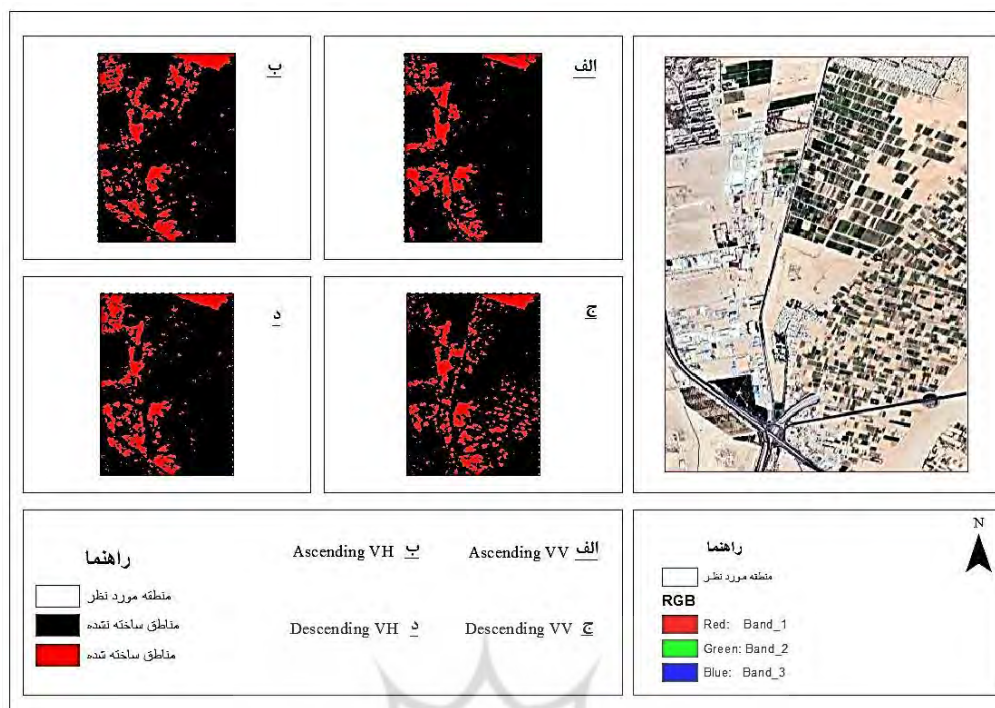 الف
ب
ج
د
راهنما
منطقه مورد نظر
مناطق ساخته نشده
مناطق ساخته شده
الف Ascending VV
ب Ascending VH
ج Descending VV
د Descending VH
N
راهنما
منطقه مورد نظر
RGB
Red: Band_1
Green: Band_2
Blue: Band_3